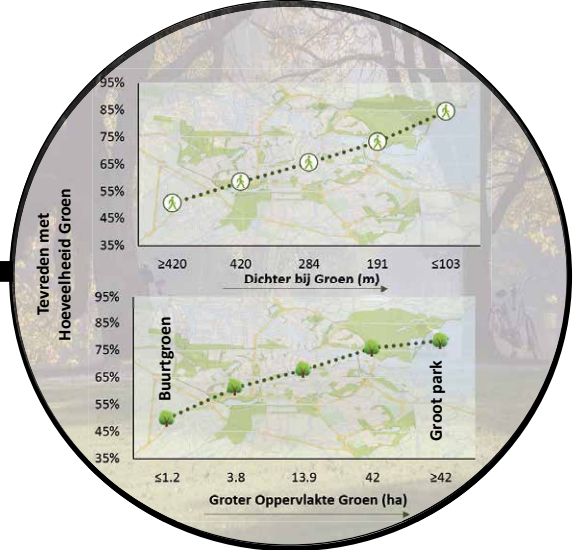 Tevreden met
Hoeveelheeid Groen
95%
85%
75%
65%
55%
45%
35%
≥420 420 284 191 ≤103
Dichter bij Groen (m)
95%
85%
75%
65%
55%
45%
35%
Buurtgroen
Groot park
≤1.2 3.8 13.9 42 ≥42
Groter Oppervlakte Groen (ha)